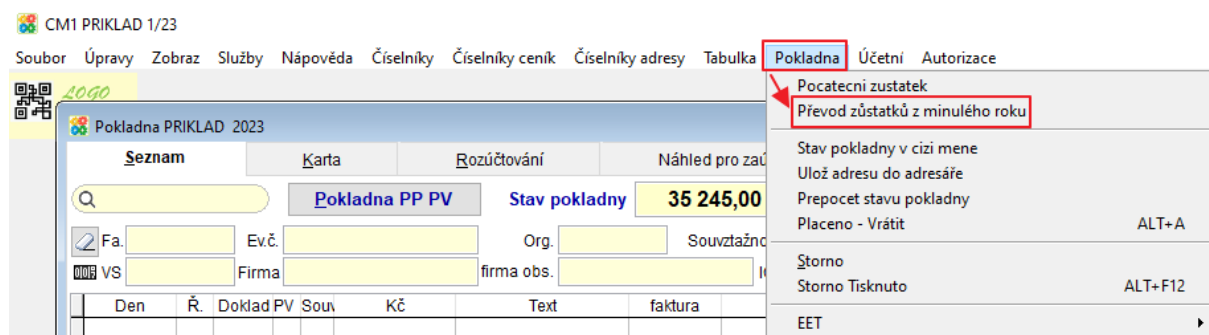 CM1 PRIKLAD 1/23
Soubor Úpravy Zobraz Služby Nápověda Číselníky Číselníky ceník Číselníky adresy Tabulka Pokladna Účetní Autorizace
LOGO
Pocatecni zustatek
Převod zůstatků z minulého roku
Pokladna PRIKLAD 2023
Seznam Karta Rozúčtování Náhled pro zaú
Stav pokladny v cizi mene
Ulož adresu do adresáře
Pokladna PP PV Stav pokladny 35 245,00
Prepocet stavu pokladny
Placeno - Vrátit ALT+A
Fa. Ev.č. Org. Souvztažno
Storno
VS Firma firma obs.
Storno Tisknuto ALT+F12
Den Ř. Doklad PV Souv Kč Text faktura
EET